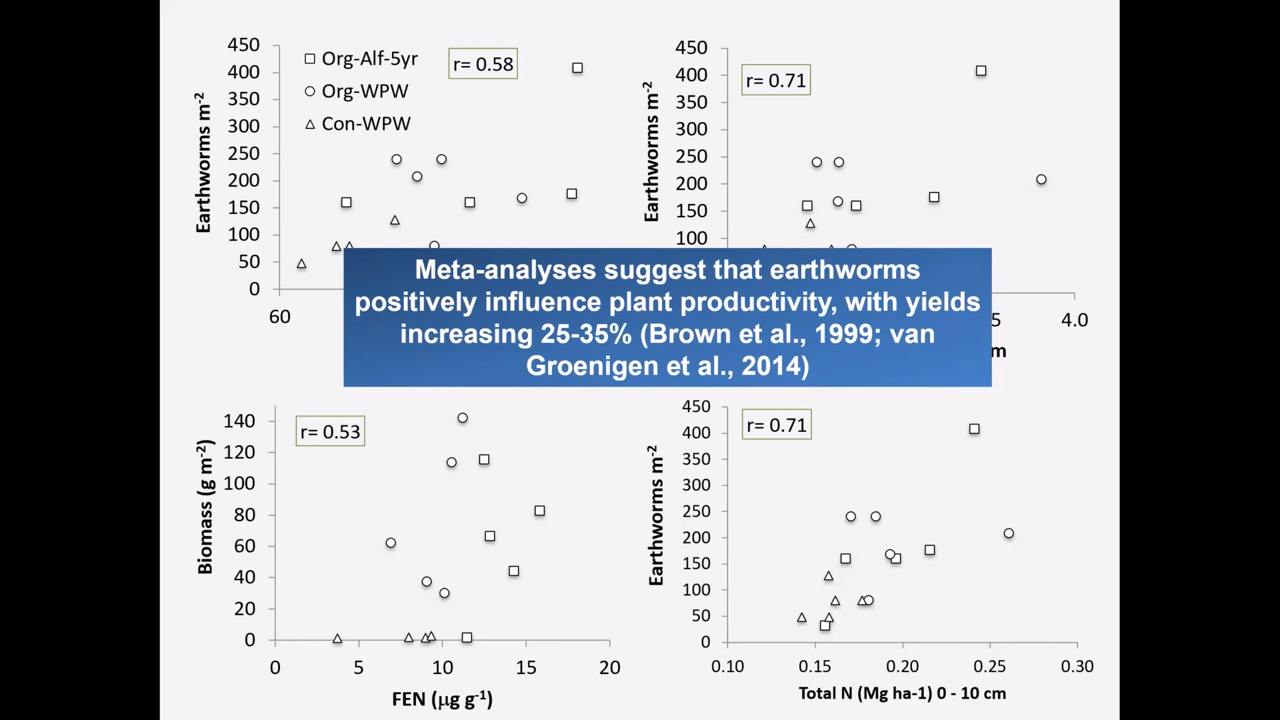 450
400
350
300
250
200
150
100
50
0
Earthworms m-2
Org-Alf-5yr
Org-WPW
Con-WPW
r= 0.58
60
450
400
350
300
250
200
150
100
Earthworms m-2
r= 0.71
5
4.0
m
Meta-analyses suggest that earthworms
positively influence plant productivity, with yields
increasing 25-35% (Brown et al., 1999; van
Groenigen et al., 2014)
140
120
100
80
60
40
20
0
Biomass (g m-2)
r= 0.53
0 5 10 15 20
FEN (µg g-1)
450
400
350
300
250
200
150
100
50
0
Earthworms m-2
r= 0.71
0.10 0.15 0.20 0.25 0.30
Total N (Mg ha-1) 0 - 10 cm